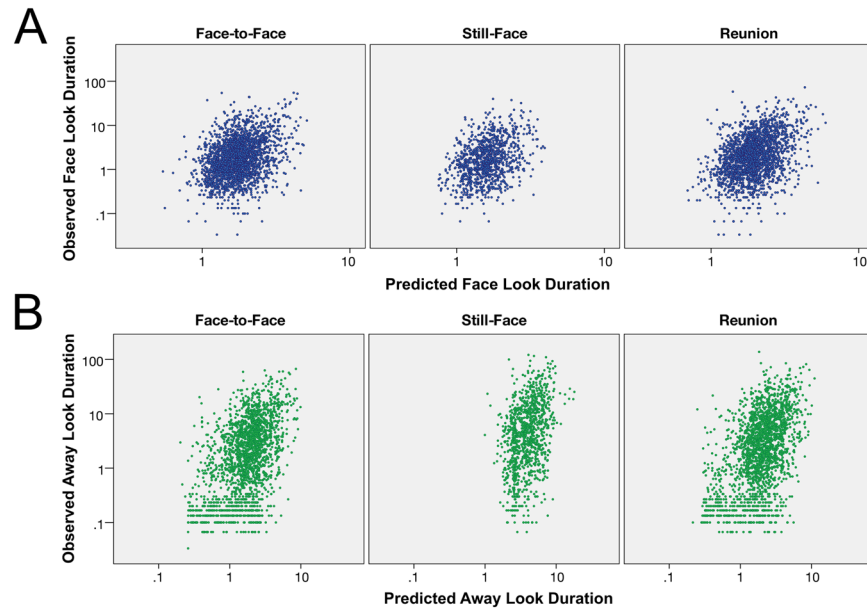 A
Face-to-Face Still-Face Reunion
Observed Face Look Duration
100
10
1
.1
1 10 1 10 1 10
Predicted Face Look Duration
B
Face-to-Face Still-Face Reunion
Observed Away Look Duration
100
10
1
.1
.1 1 10 .1 1 10 .1 1 10
Predicted Away Look Duration